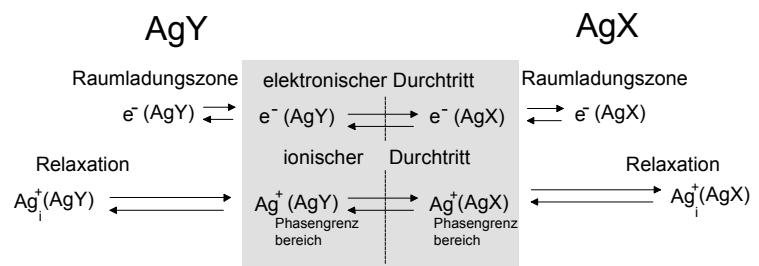 AgY AgX
Raumladungszone elektronischer Durchtritt Raumladungszone
e⁻ (AgY) e⁻ (AgY) e⁻ (AgX) e⁻ (AgX)
Relaxation ionischer Durchtritt Relaxation
Ag⁺ᵢ(AgY) Ag⁺(AgY) Ag⁺(AgX) Ag⁺ᵢ(AgX)
Phasengrenz Phasengrenz
bereich bereich